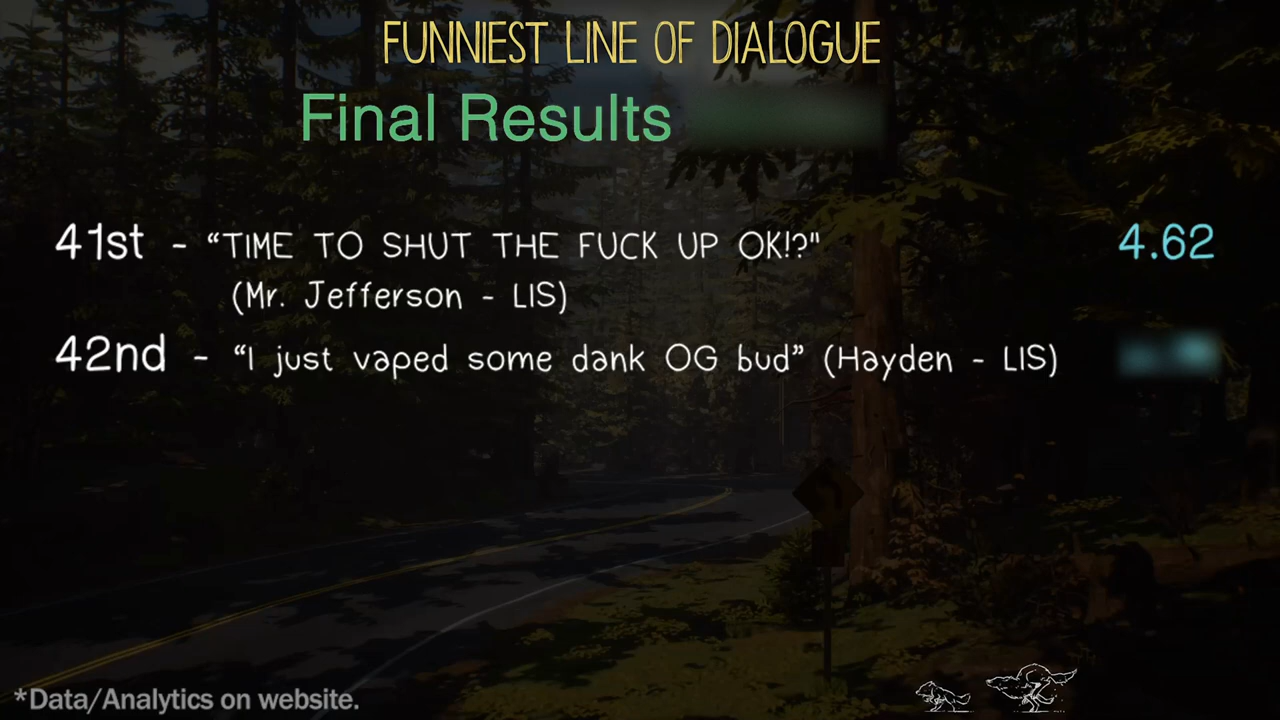 FUNNIEST LINE OF DIALOGUE
Final Results
41st - “TIME TO SHUT THE FUCK UP OK!?" 4.62
(Mr. Jefferson - LIS)
42nd - “I just vaped some dank OG bud” (Hayden - LIS)
*Data/Analytics on website.